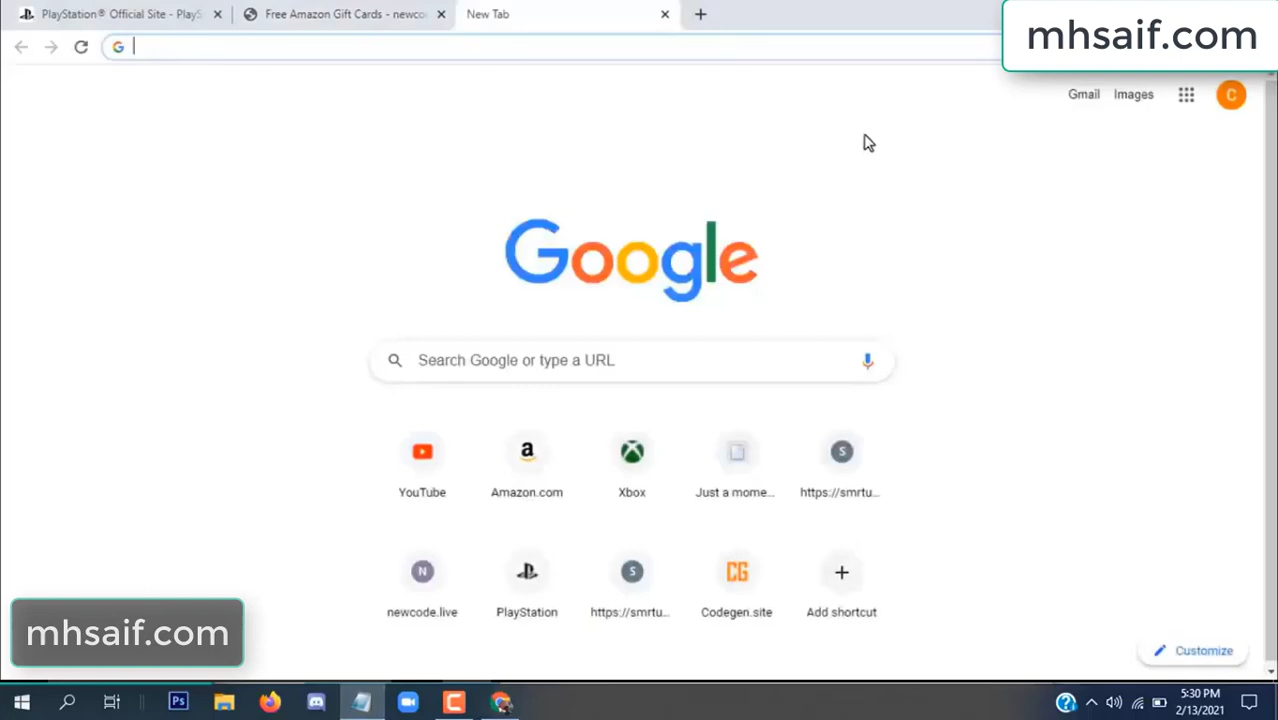 PlayStation® Official Site - PlayS
Free Amazon Gift Cards - newco
New Tab
mhsaif.com
Gmail
Images
C
Google
Search Google or type a URL
YouTube
Amazon.com
Xbox
Just a mome...
S
https://smrtu...
N
newcode.live
PlayStation
S
https://smrtu...
CG
Codegen.site
Add shortcut
mhsaif.com
Customize
Ps
5:30 PM
2/13/2021